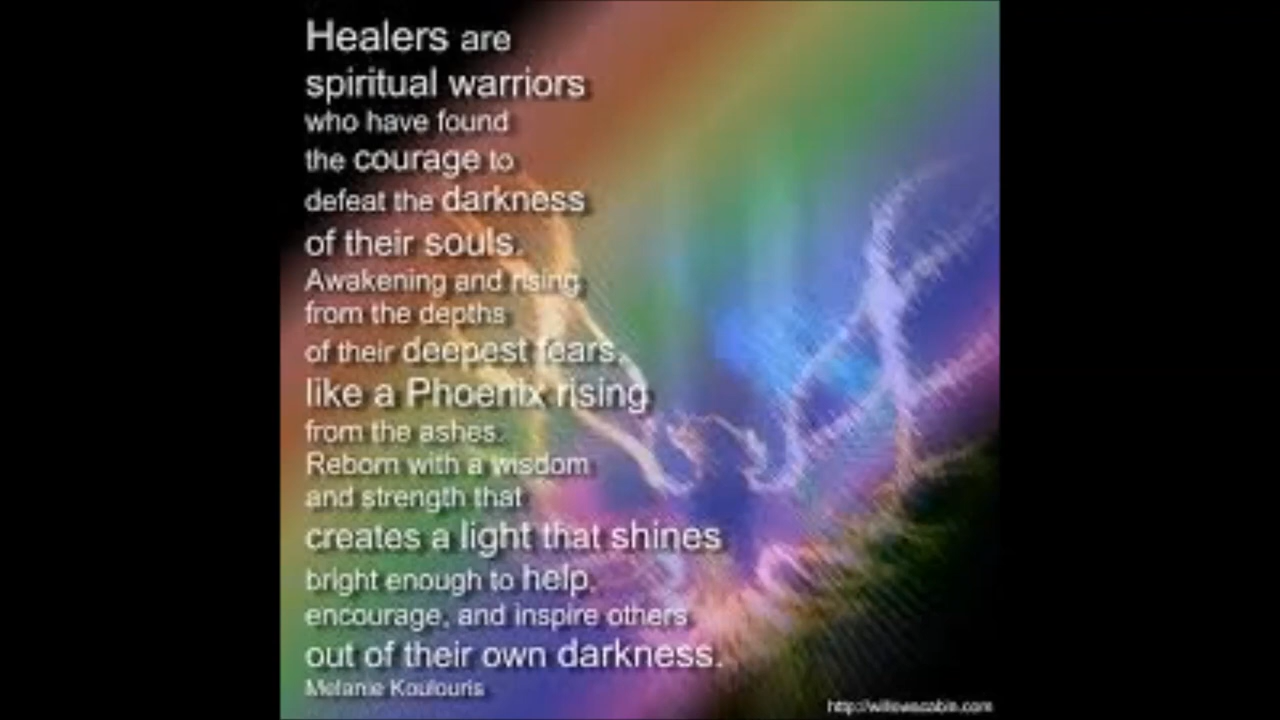 Healers are
spiritual warriors
who have found
the courage to
defeat the darkness
of their souls.
Awakening and rising
from the depths
of their deepest fears,
like a Phoenix rising
from the ashes.
Reborn with a wisdom
and strength that
creates a light that shines
bright enough to help,
encourage, and inspire others
out of their own darkness.
Melanie Koulouris
http://willowscabin.com